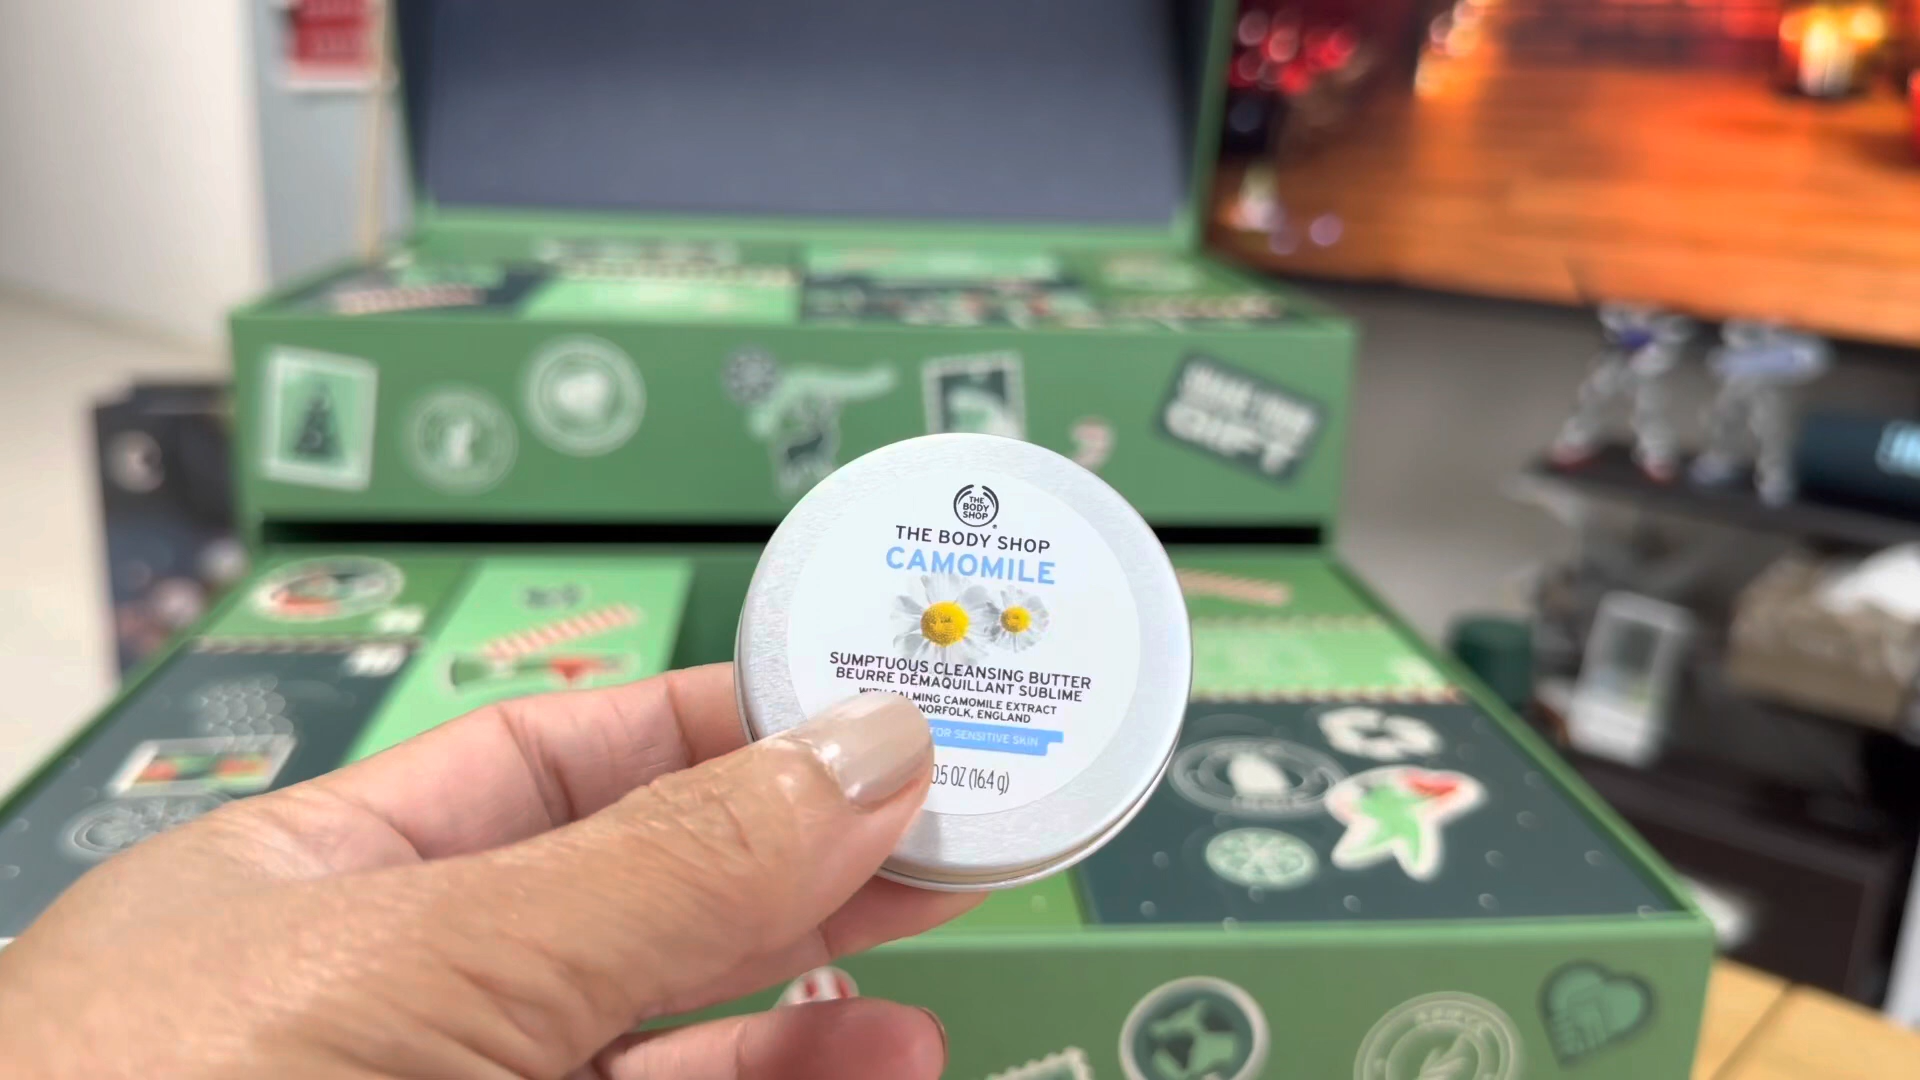 THE
BODY
SHOP
THE BODY SHOP
CAMOMILE
SUMPTUOUS CLEANSING BUTTER
BEURRE DÉMAQUILLANT SUBLIME
CALMING CAMOMILE EXTRACT
NORFOLK, ENGLAND
FOR SENSITIVE SKIN
0.5 OZ (16.4 g)